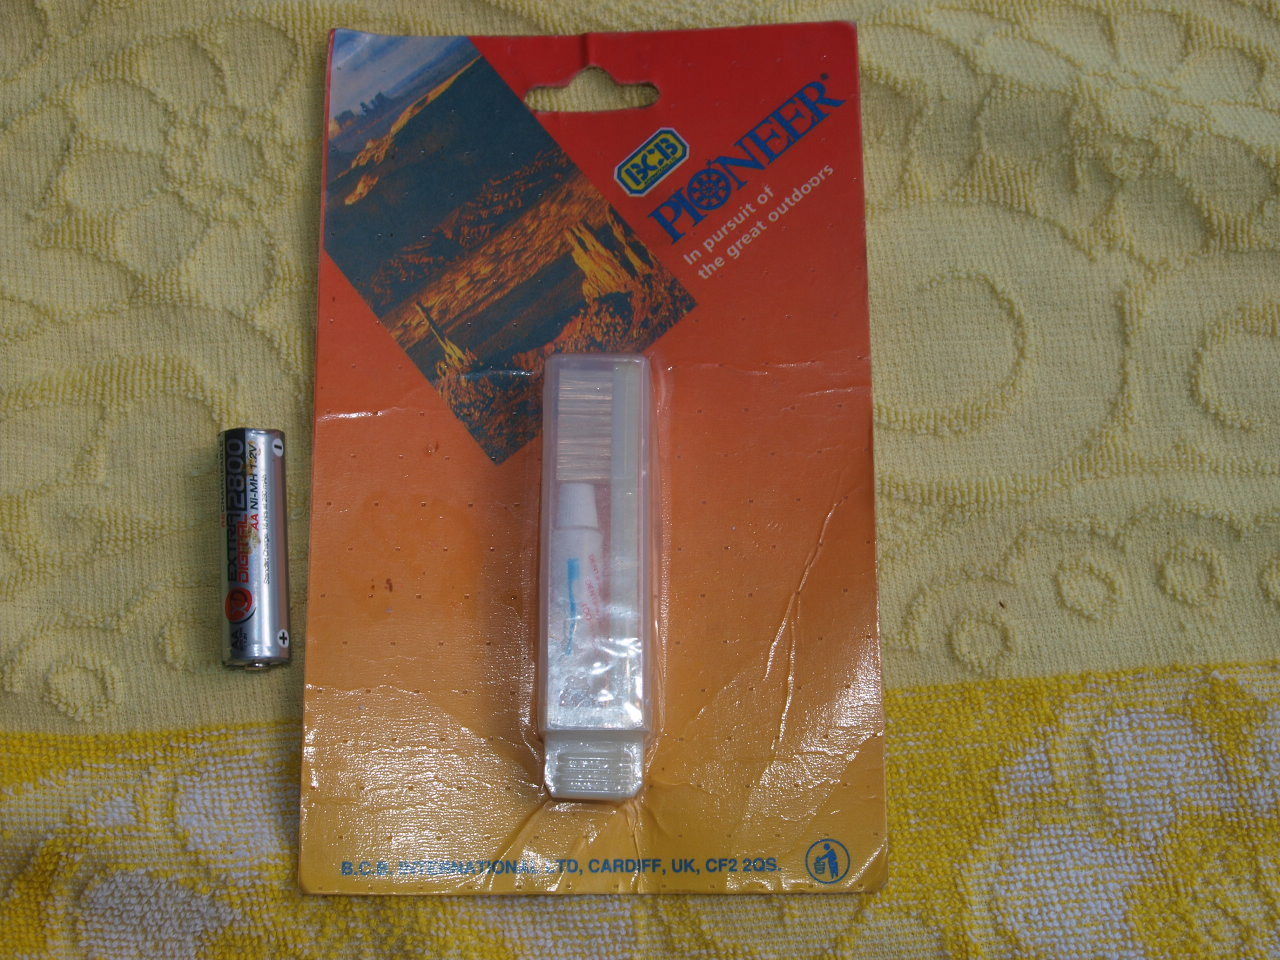 BCB
PIONEER®
In pursuit of
the great outdoors
EXTRA 2800
DIGITAL
AA NI-MH 1.2V
AA
B.C.B. INTERNATIONAL LTD, CARDIFF, UK, CF2 2QS.